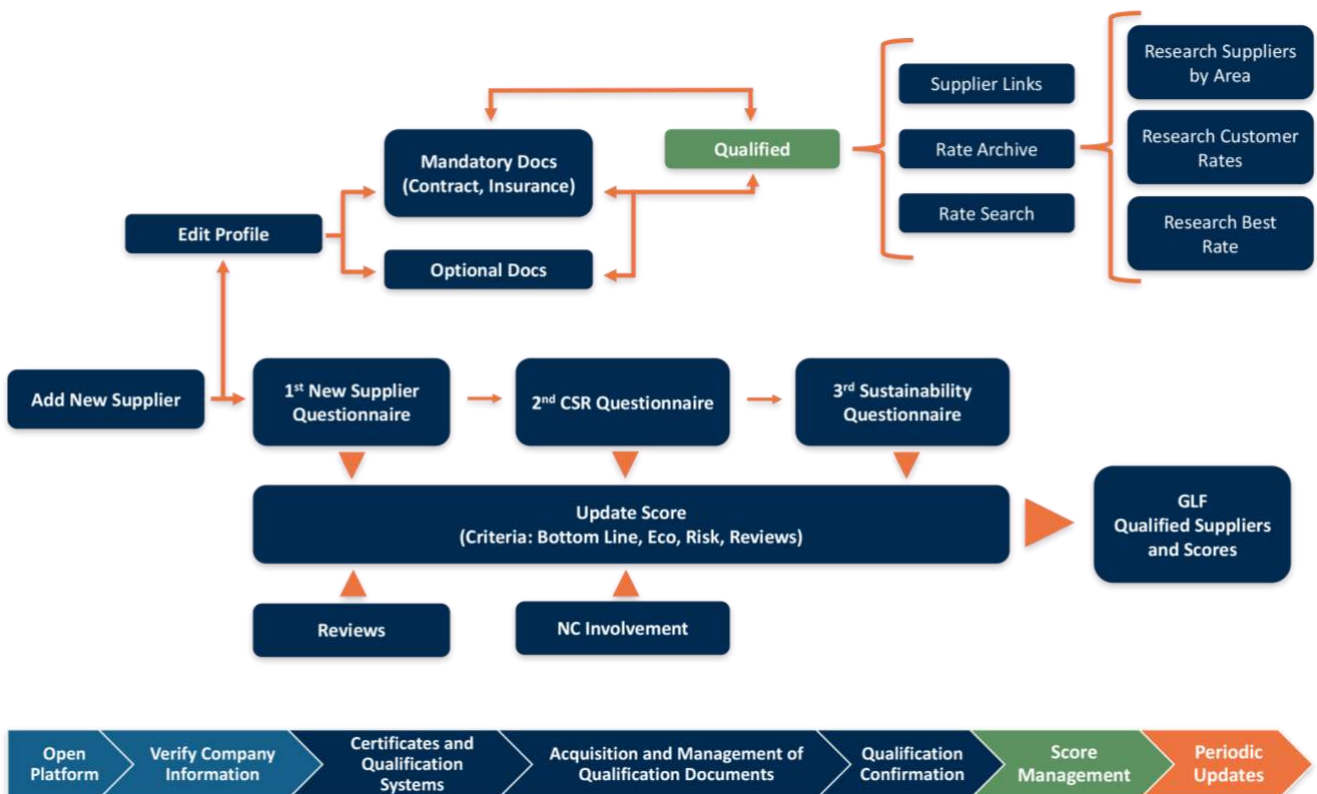 Research Suppliers
by Area
Supplier Links
Mandatory Docs
(Contract, Insurance)
Qualified
Rate Archive
Research Customer
Rates
Edit Profile
Rate Search
Research Best
Rate
Optional Docs
Add New Supplier
1st New Supplier
Questionnaire
2nd CSR Questionnaire
3rd Sustainability
Questionnaire
Update Score
(Criteria: Bottom Line, Eco, Risk, Reviews)
GLF
Qualified Suppliers
and Scores
Reviews
NC Involvement
Open
Platform
Verify Company
Information
Certificates and
Qualification
Systems
Acquisition and Management of
Qualification Documents
Qualification
Confirmation
Score
Management
Periodic
Updates